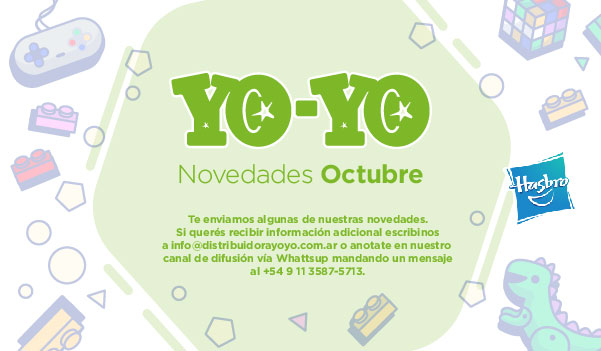 YO-YO
Novedades Octubre
Hasbro
Te enviamos algunas de nuestras novedades.
Si querés recibir información adicional escribinos
a info@distribuidorayoyo.com.ar o anotate en nuestro
canal de difusión vía Whattsup mandando un mensaje
al +54 9 11 3587-5713.